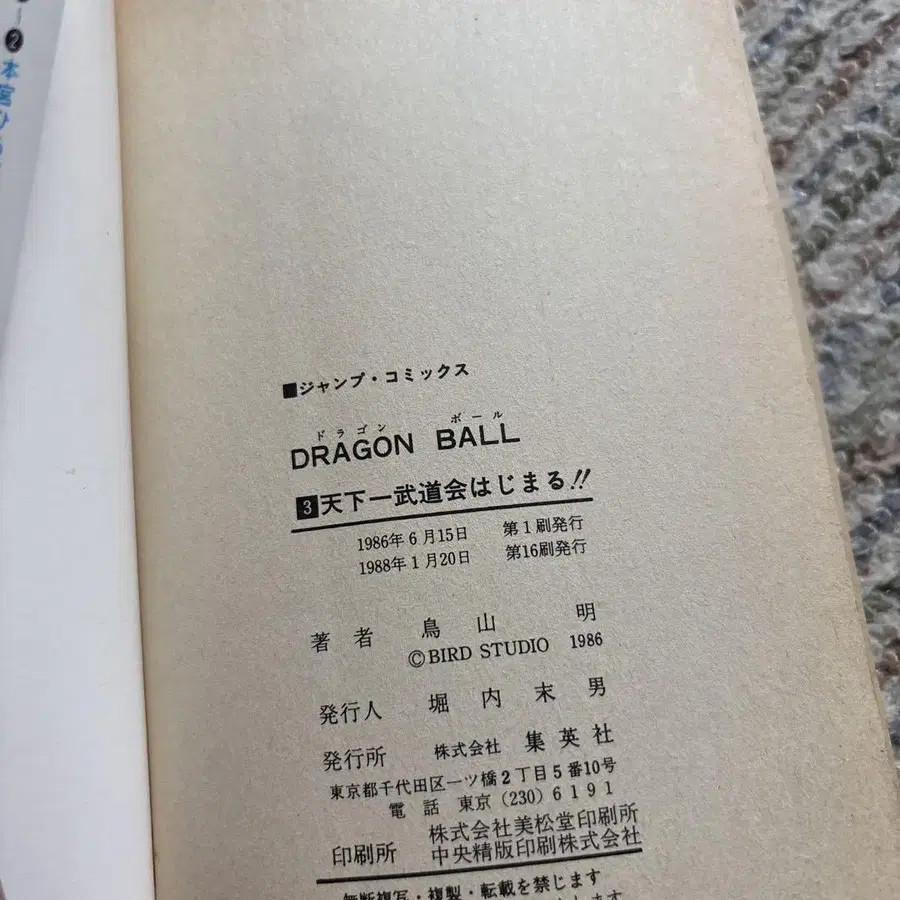 2
本宮ひ
■ジャンプ・コミックス
ドラゴン ボール
DRAGON BALL
3天下一武道会はじまる!!
1986年6月15日 第1刷発行
1988年1月20日 第16刷発行
著者 鳥山 明
©BIRD STUDIO 1986
発行人 堀内末男
発行所 株式会社 集英社
東京都千代田区一ツ橋2丁目5番10号
電話 東京(230)6191
株式会社美松堂印刷所
印刷所 中央精版印刷株式会社
無断複写・複製・転載を禁じます